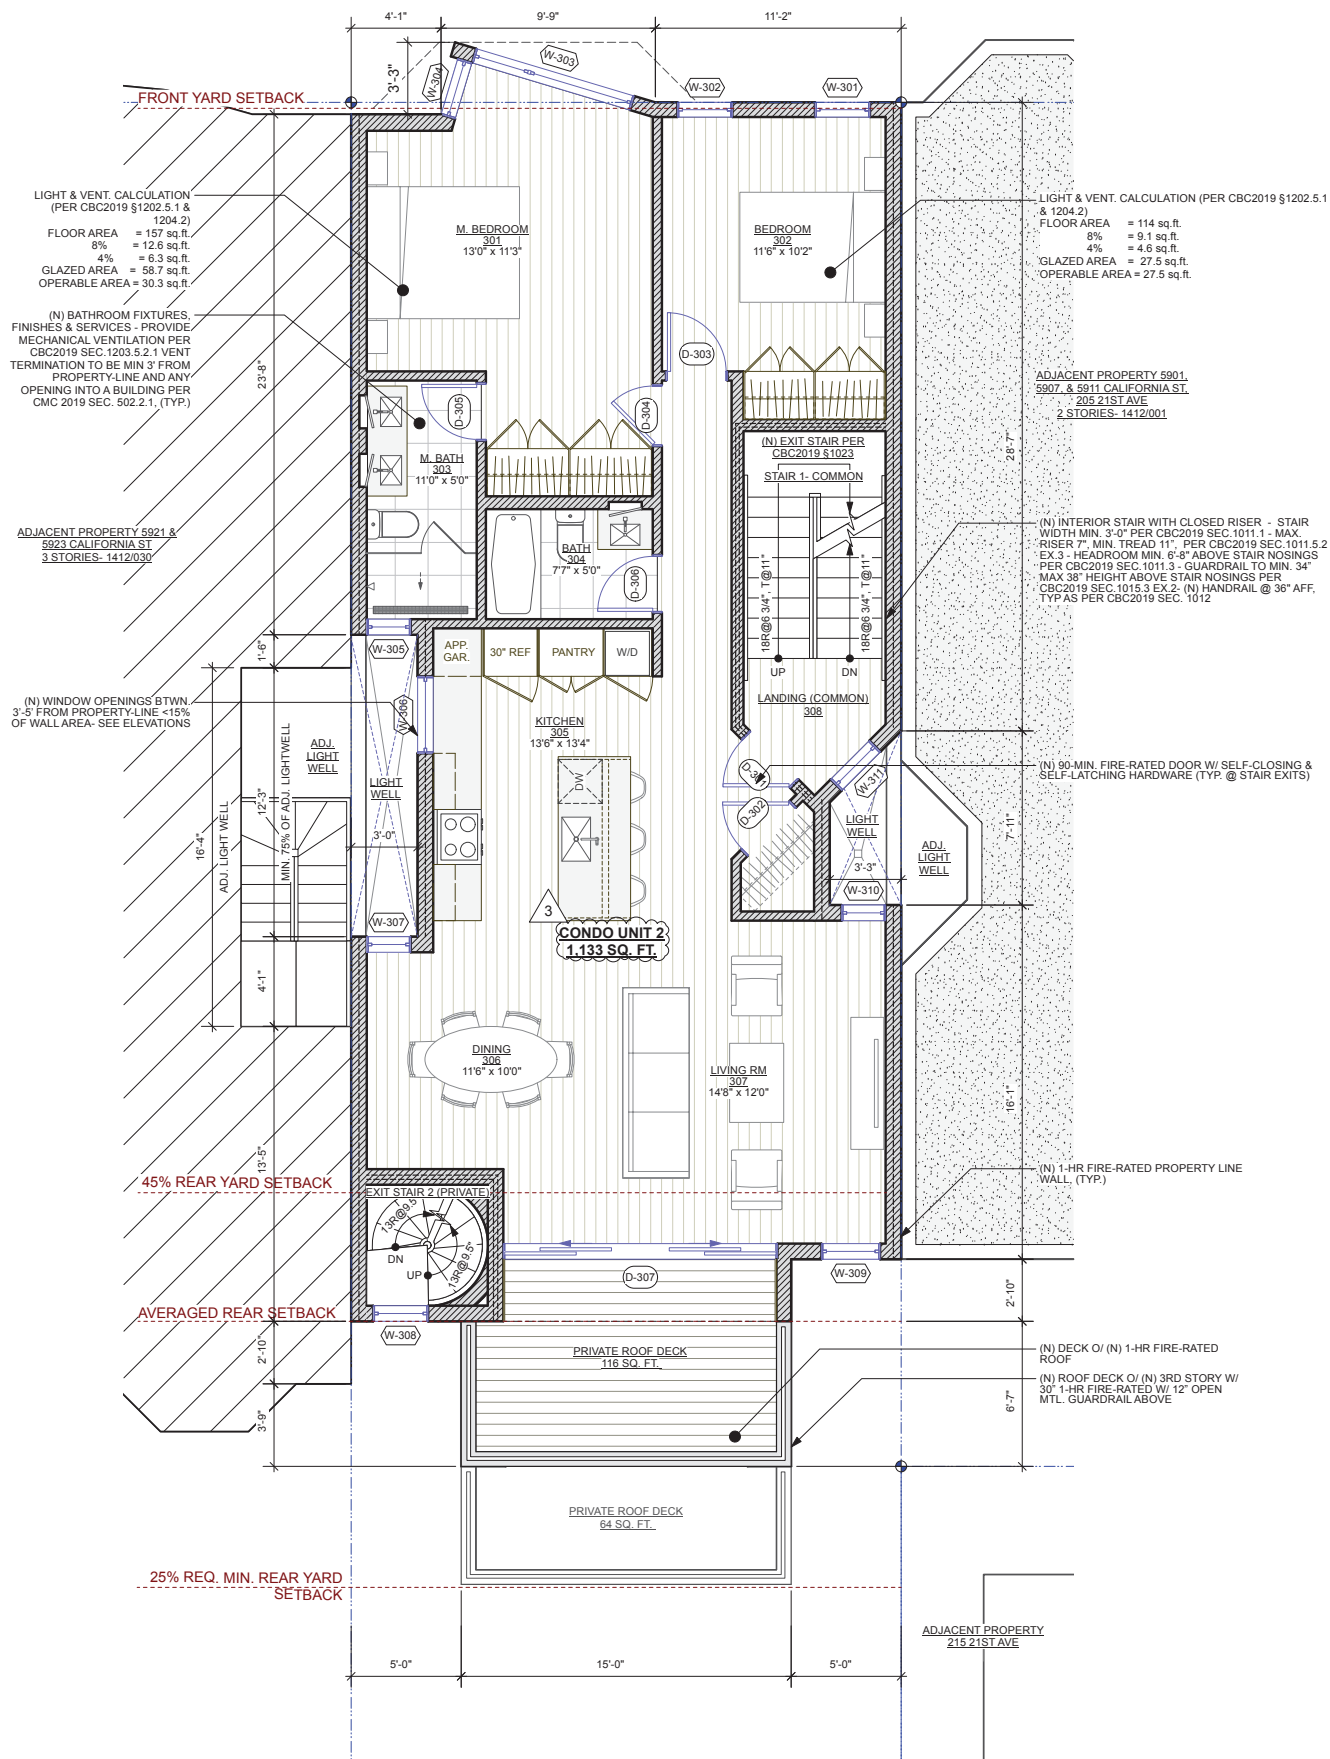 4'-1"
9'-9"
11'-2"
3'-3"
W-304
W-303
W-302
W-301
FRONT YARD SETBACK
LIGHT & VENT. CALCULATION
(PER CBC2019 §1202.5.1 &
1204.2)
FLOOR AREA = 157 sq.ft.
8% = 12.6 sq.ft.
4% = 6.3 sq.ft.
GLAZED AREA = 58.7 sq.ft.
OPERABLE AREA = 30.3 sq.ft.
(N) BATHROOM FIXTURES,
FINISHES & SERVICES - PROVIDE
MECHANICAL VENTILATION PER
CBC2019 SEC.1203.5.2.1 VENT
TERMINATION TO BE MIN 3' FROM
PROPERTY-LINE AND ANY
OPENING INTO A BUILDING PER
CMC 2019 SEC. 502.2.1, (TYP.)
23'-8"
M. BEDROOM
301
13'0" x 11'3"
BEDROOM
302
11'6" x 10'2"
LIGHT & VENT. CALCULATION (PER CBC2019 §1202.5.1
& 1204.2)
FLOOR AREA = 114 sq.ft.
8% = 9.1 sq.ft.
4% = 4.6 sq.ft.
GLAZED AREA = 27.5 sq.ft.
OPERABLE AREA = 27.5 sq.ft.
D-303
D-305
D-304
ADJACENT PROPERTY 5901,
5907, & 5911 CALIFORNIA ST,
205 21ST AVE
2 STORIES- 1412/001
28'-7"
M. BATH
303
11'0" x 5'0"
(N) EXIT STAIR PER
CBC2019 §1023
STAIR 1- COMMON
ADJACENT PROPERTY 5921 &
5923 CALIFORNIA ST
3 STORIES- 1412/030
BATH
304
7'7" x 5'0"
D-306
18R@6 3/4", T@11"
18R@6 3/4", T@11"
UP
DN
(N) INTERIOR STAIR WITH CLOSED RISER - STAIR
WIDTH MIN. 3'-0" PER CBC2019 SEC.1011.1 - MAX.
RISER 7", MIN. TREAD 11", PER CBC2019 SEC.1011.5.2
EX.3 - HEADROOM MIN. 6'-8" ABOVE STAIR NOSINGS
PER CBC2019 SEC.1011.3 - GUARDRAIL TO MIN. 34"
MAX 38" HEIGHT ABOVE STAIR NOSINGS PER
CBC2019 SEC.1015.3 EX.2- (N) HANDRAIL @ 36" AFF,
TYP AS PER CBC2019 SEC. 1012
1'-6"
W-305
APP.
GAR.
30" REF
PANTRY
W/D
(N) WINDOW OPENINGS BTWN.
3'-5' FROM PROPERTY-LINE <15%
OF WALL AREA- SEE ELEVATIONS
W-306
KITCHEN
305
13'6" x 13'4"
LANDING (COMMON)
308
ADJ.
LIGHT
WELL
LIGHT
WELL
MIN. 75% OF ADJ. LIGHTWELL
12'-3"
16'-4"
ADJ. LIGHT WELL
3'-0"
DW
D-301
D-302
W-311
(N) 90-MIN. FIRE-RATED DOOR W/ SELF-CLOSING &
SELF-LATCHING HARDWARE (TYP. @ STAIR EXITS)
LIGHT
WELL
3'-3"
ADJ.
LIGHT
WELL
7'-11"
W-310
W-307
3
CONDO UNIT 2
1,133 SQ. FT.
4'-1"
DINING
306
11'6" x 10'0"
LIVING RM
307
14'8" x 12'0"
16'-1"
13'-5"
45% REAR YARD SETBACK
(N) 1-HR FIRE-RATED PROPERTY LINE
WALL. (TYP.)
EXIT STAIR 2 (PRIVATE)
13R@9.5"
DN
UP
13R@9.5"
D-307
W-309
2'-10"
AVERAGED REAR SETBACK
W-308
2'-10"
PRIVATE ROOF DECK
116 SQ. FT.
(N) DECK O/ (N) 1-HR FIRE-RATED
ROOF
(N) ROOF DECK O/ (N) 3RD STORY W/
30" 1-HR FIRE-RATED W/ 12" OPEN
MTL. GUARDRAIL ABOVE
3'-9"
6'-7"
PRIVATE ROOF DECK
64 SQ. FT.
25% REQ. MIN. REAR YARD
SETBACK
ADJACENT PROPERTY
215 21ST AVE
5'-0"
15'-0"
5'-0"